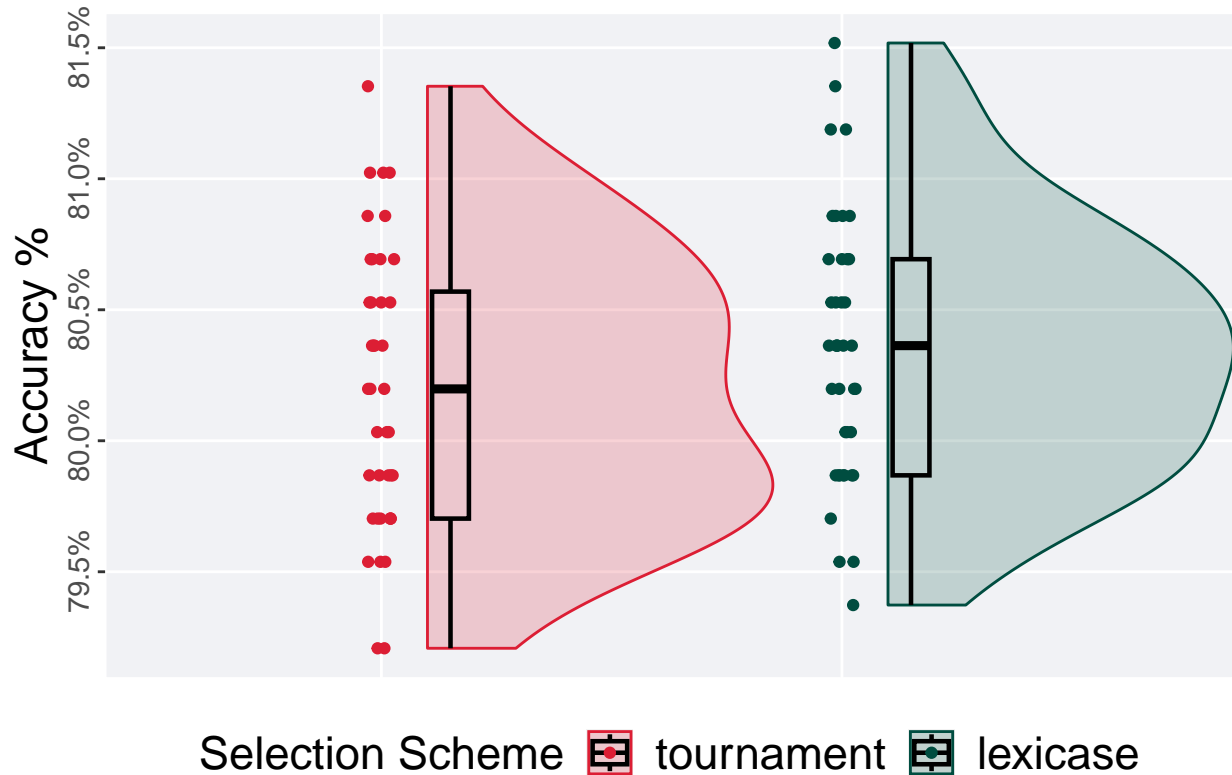 Accuracy %
81.5%
81.0%
80.5%
80.0%
79.5%
Selection Scheme tournament lexicase